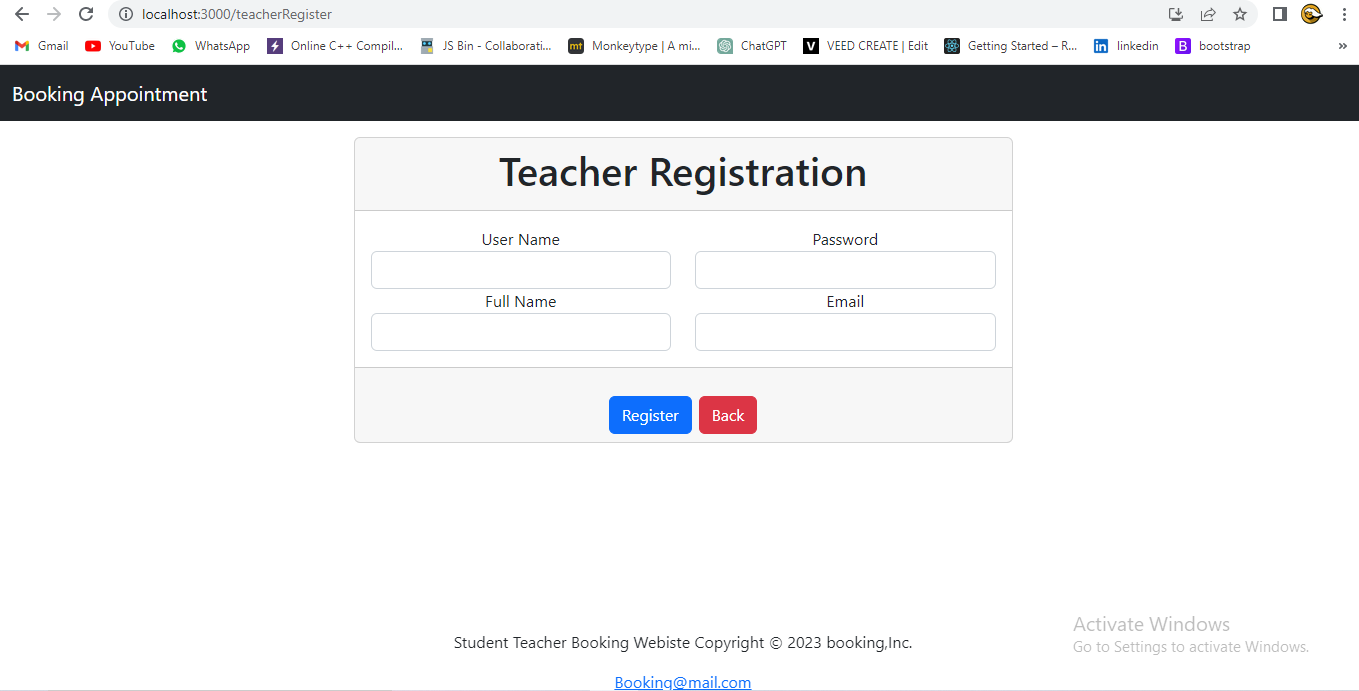 localhost:3000/teacherRegister
Gmail YouTube WhatsApp Online C++ Compil... JS Bin - Collaborati... mt Monkeytype | A mi... ChatGPT V VEED CREATE | Edit Getting Started – R... in linkedin B bootstrap »
Booking Appointment
Teacher Registration
User Name Password
Full Name Email
Register Back
Activate Windows
Go to Settings to activate Windows.
Student Teacher Booking Webiste Copyright © 2023 booking,Inc.
Booking@mail.com